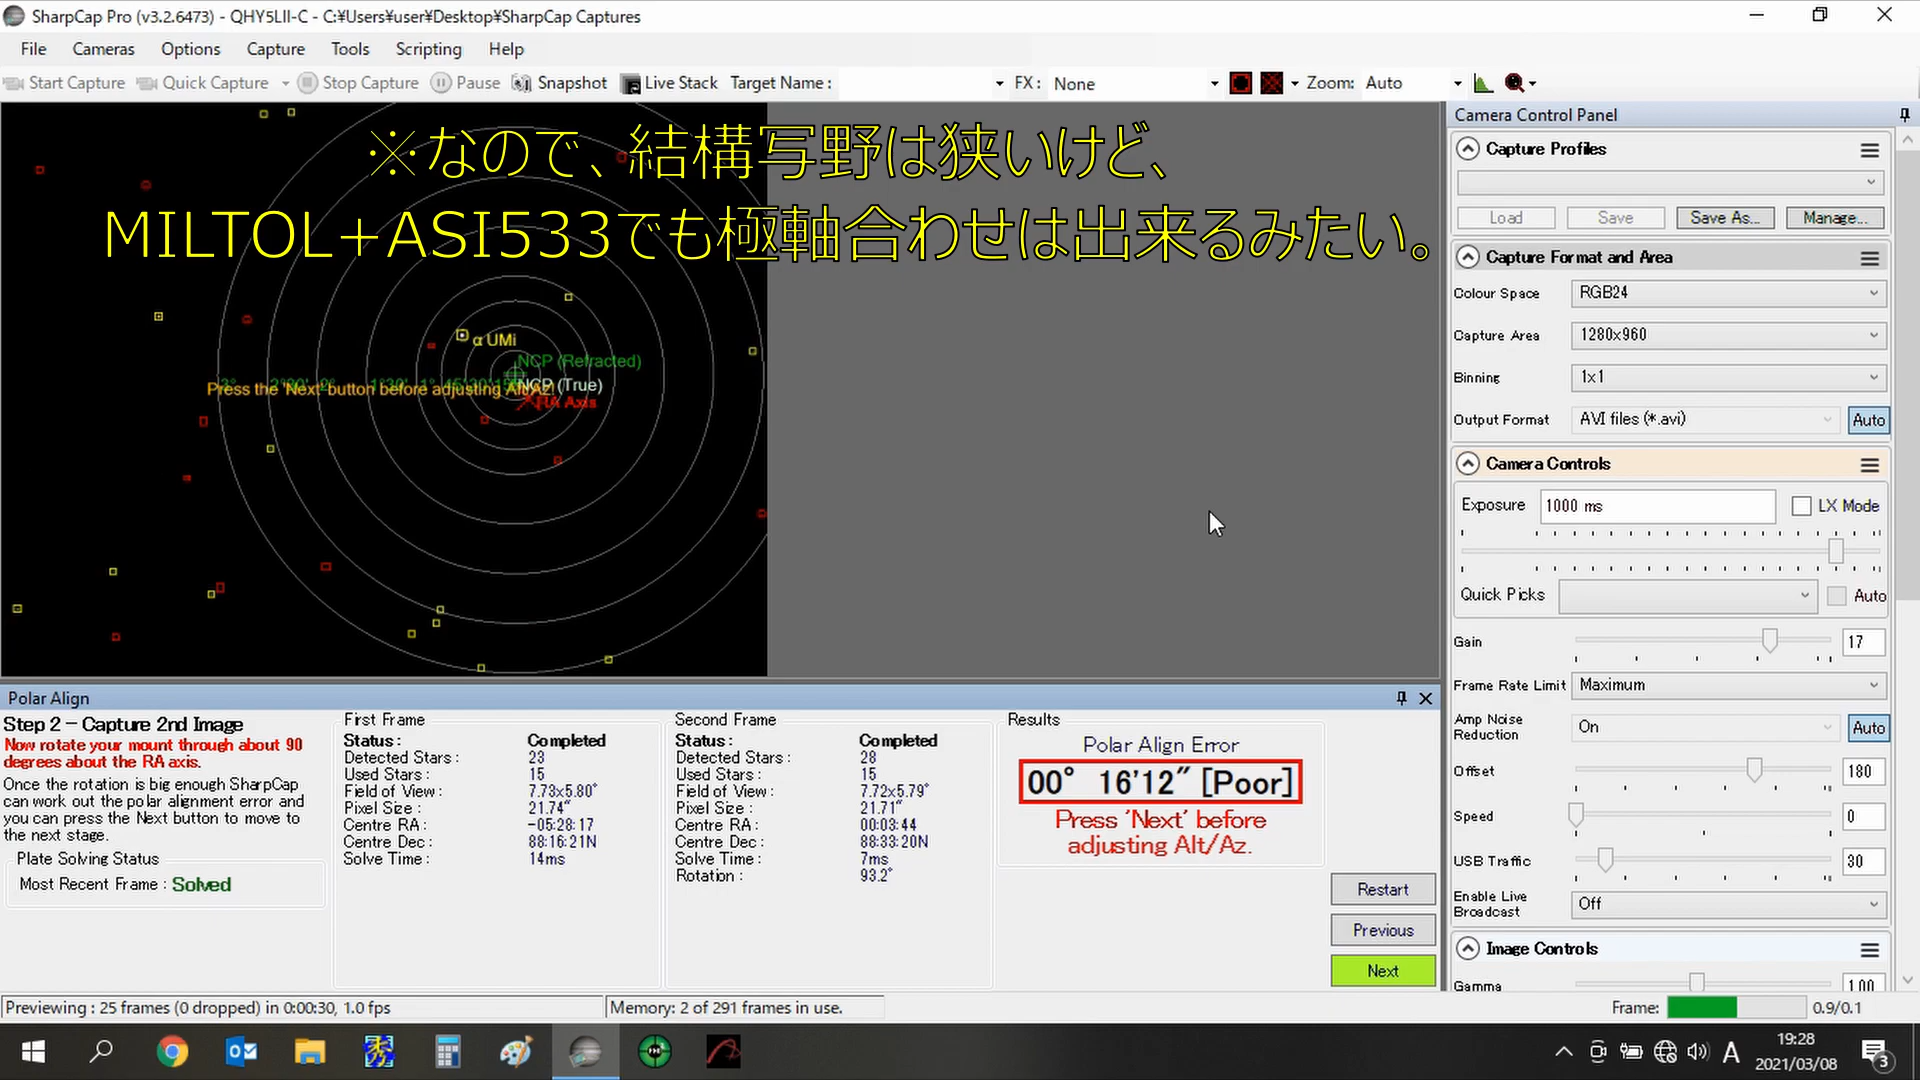 SharpCap Pro (v3.2.6473) - QHY5LII-C - C:¥Users¥user¥Desktop¥SharpCap Captures
File Cameras Options Capture Tools Scripting Help
Start Capture Quick Capture Stop Capture Pause Snapshot Live Stack Target Name : FX : None Zoom: Auto
※なので、結構写野は狭いけど、
MILTOL+ASI533でも極軸合わせは出来るみたい。
α UMi
NCP (Refracted)
NCP (True)
RA Axis
Press the 'Next' button before adjusting Alt/Az!
Camera Control Panel
Capture Profiles
Load Save Save As... Manage...
Capture Format and Area
Colour Space RGB24
Capture Area 1280x960
Binning 1x1
Output Format AVI files (*.avi) Auto
Camera Controls
Exposure 1000 ms LX Mode
Quick Picks Auto
Gain 17
Frame Rate Limit Maximum
Amp Noise Reduction On Auto
Offset 180
Speed 0
USB Traffic 30
Enable Live Broadcast Off
Image Controls
Gamma 1.00
Polar Align
Step 2 - Capture 2nd Image
Now rotate your mount through about 90
degrees about the RA axis.
Once the rotation is big enough SharpCap
can work out the polar alignment error and
you can press the Next button to move to
the next stage.
Plate Solving Status
Most Recent Frame : Solved
First Frame
Status : Completed
Detected Stars : 23
Used Stars : 15
Field of View : 7.73x5.80°
Pixel Size : 21.74"
Centre RA : -05:28:17
Centre Dec : 88:16:21N
Solve Time : 14ms
Second Frame
Status : Completed
Detected Stars : 28
Used Stars : 15
Field of View : 7.72x5.79°
Pixel Size : 21.71"
Centre RA : 00:03:44
Centre Dec : 88:33:20N
Solve Time : 7ms
Rotation : 93.2°
Results
Polar Align Error
00° 16'12" [Poor]
Press 'Next' before
adjusting Alt/Az.
Restart
Previous
Next
Previewing : 25 frames (0 dropped) in 0:00:30, 1.0 fps
Memory: 2 of 291 frames in use.
Frame: 0.9/0.1
A
19:28
2021/03/08
3